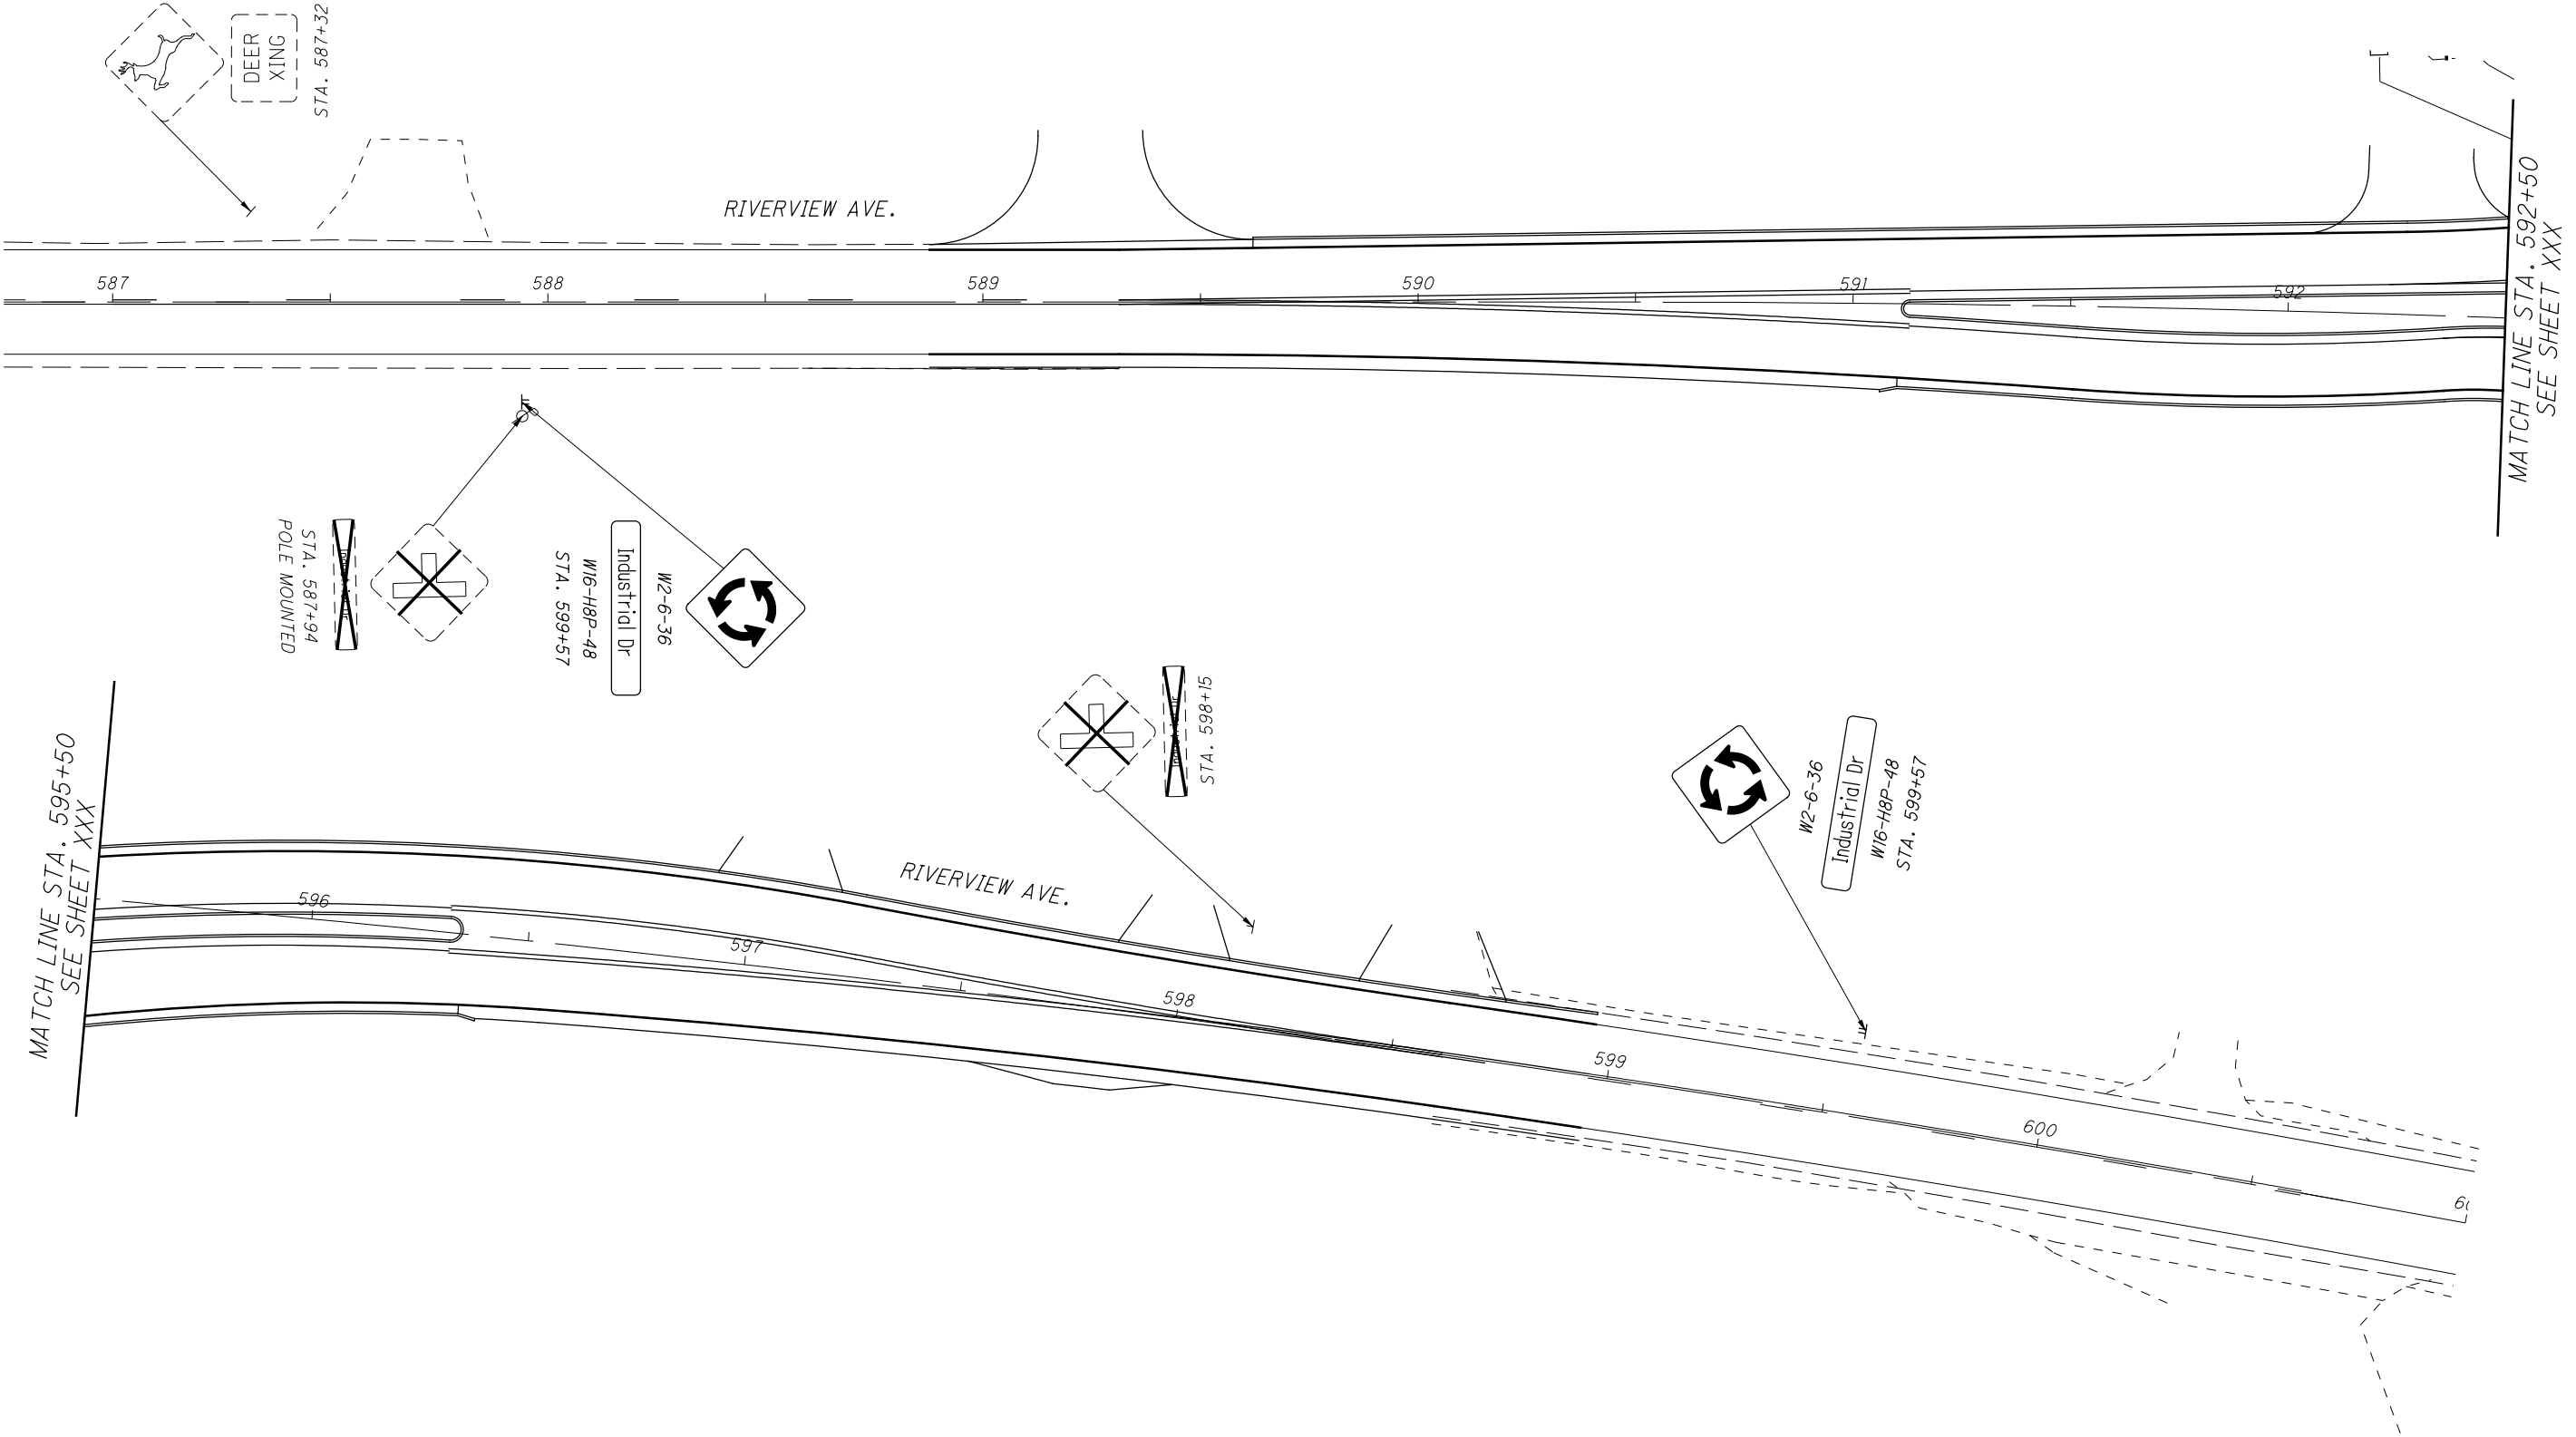 DEER
XING
STA. 587+32
RIVERVIEW AVE.
587
588
589
590
591
592
MATCH LINE STA. 592+50
SEE SHEET XXX
STA. 587+94
POLE MOUNTED
W2-6-36
Industrial Dr
W16-H8P-48
STA. 599+57
STA. 598+15
W2-6-36
Industrial Dr
W16-H8P-48
STA. 599+57
MATCH LINE STA. 595+50
SEE SHEET XXX
RIVERVIEW AVE.
596
597
598
599
600